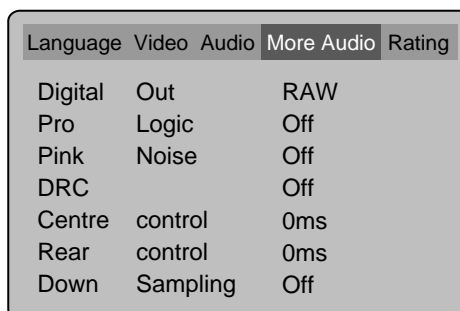 Language Video Audio More Audio Rating
Digital Out RAW
Pro Logic Off
Pink Noise Off
DRC Off
Centre control 0ms
Rear control 0ms
Down Sampling Off